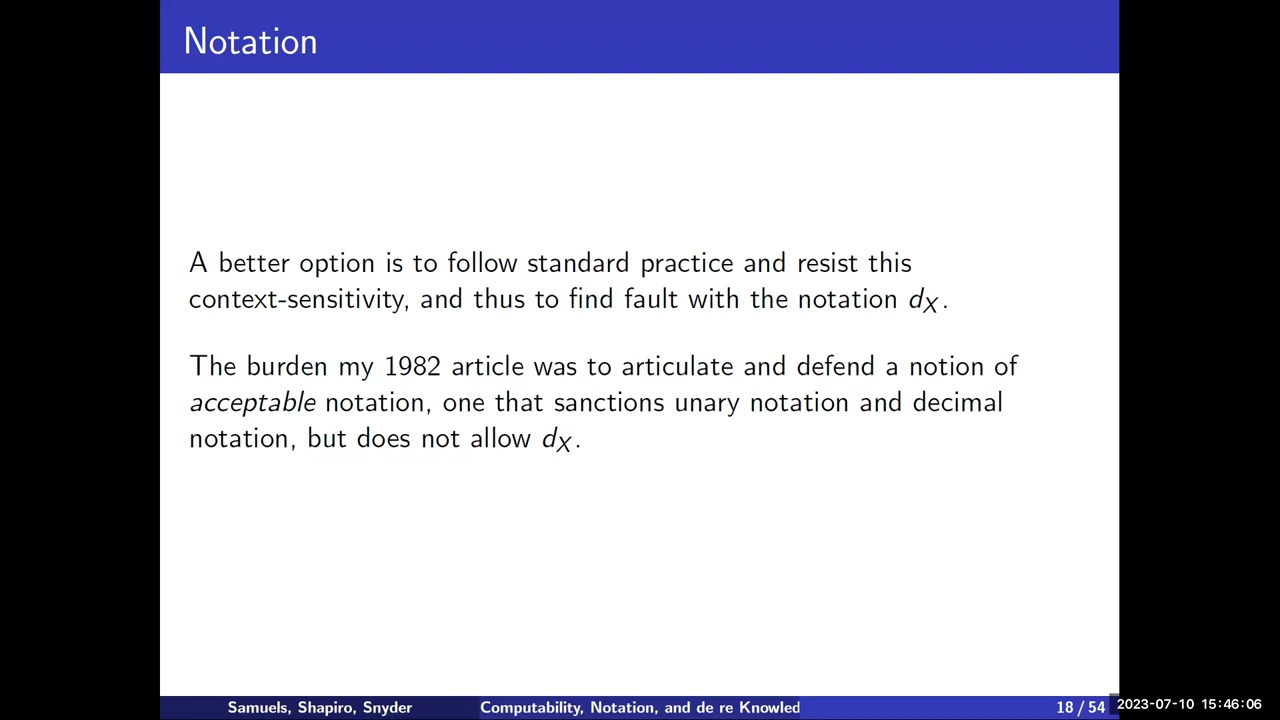 Notation
A better option is to follow standard practice and resist this
context-sensitivity, and thus to find fault with the notation dX.
The burden my 1982 article was to articulate and defend a notion of
acceptable notation, one that sanctions unary notation and decimal
notation, but does not allow dX.
Samuels, Shapiro, Snyder
Computability, Notation, and de re Knowled
18 / 54
2023-07-10 15:46:06